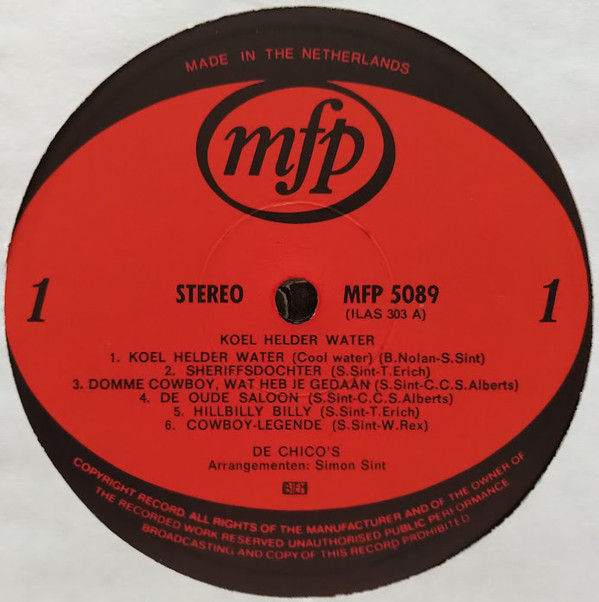 MADE IN THE NETHERLANDS
mfp
1
STEREO
MFP 5089
1
(ILAS 303 A)
KOEL HELDER WATER
1. KOEL HELDER WATER (Cool water) (B.Nolan-S.Sint)
2. SHERIFFSDOCHTER (S.Sint-T.Erich)
3. DOMME COWBOY, WAT HEB JE GEDAAN (S.Sint-C.C.S.Alberts)
4. DE OUDE SALOON (S.Sint-C.C.S.Alberts)
5. HILLBILLY BILLY (S.Sint-T.Erich)
6. COWBOY-LEGENDE (S.Sint-W.Rex)
DE CHICO'S
Arrangementen: Simon Sint
COPYRIGHT RECORD. ALL RIGHTS OF THE MANUFACTURER AND OF THE OWNER OF
THE RECORDED WORK RESERVED UNAUTHORISED PUBLIC PERFORMANCE
BROADCASTING AND COPY OF THIS RECORD PROHIBITED